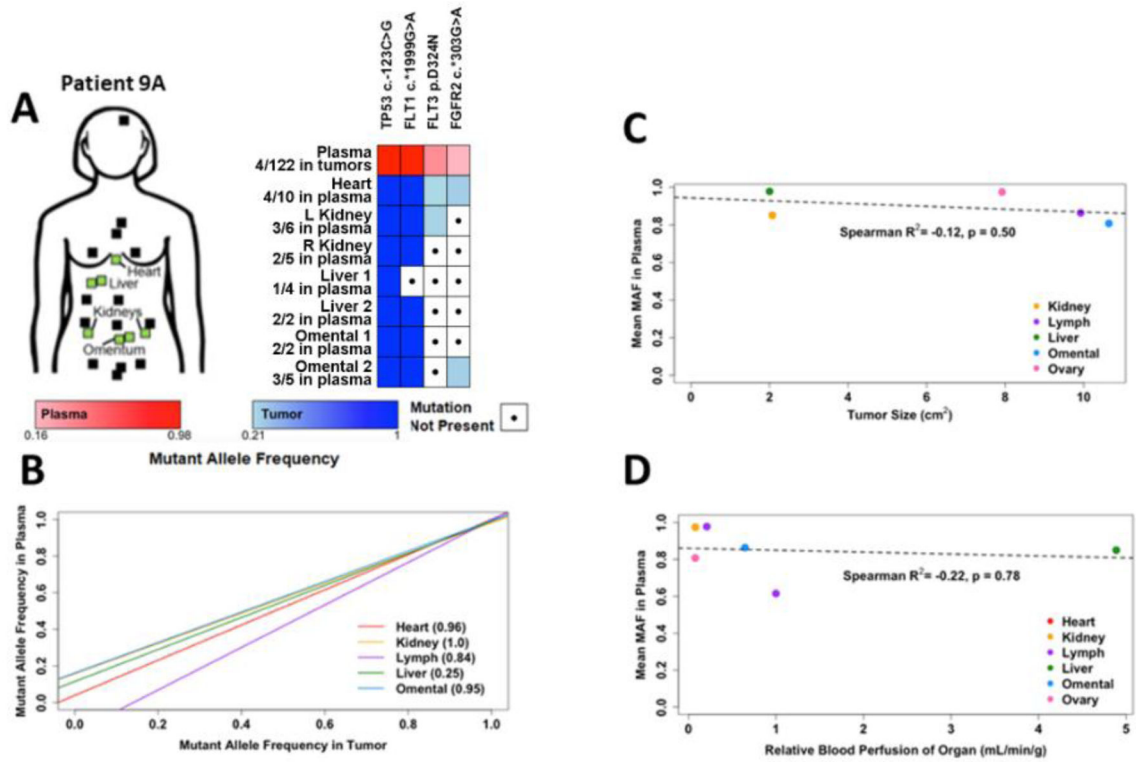 A
Patient 9A
Heart
Liver
Kidneys
Omentum
TP53 c.-123C>G
FLT1 c.*1999G>A
FLT3 p.D324N
FGFR2 c.*303G>A
Plasma
4/122 in tumors
Heart
4/10 in plasma
L Kidney
3/6 in plasma
R Kidney
2/5 in plasma
Liver 1
1/4 in plasma
Liver 2
2/2 in plasma
Omental 1
2/2 in plasma
Omental 2
3/5 in plasma
Plasma
0.16
0.98
Tumor
0.21
1
Mutation
Not Present
Mutant Allele Frequency
B
Mutant Allele Frequency in Plasma
1.0
0.8
0.6
0.4
0.2
0.0
Heart (0.96)
Kidney (1.0)
Lymph (0.84)
Liver (0.25)
Omental (0.95)
0.0 0.2 0.4 0.6 0.8 1.0
Mutant Allele Frequency in Tumor
C
Mean MAF in Plasma
1.0
0.8
0.6
0.4
0.2
0.0
Spearman R²= -0.12, p = 0.50
Kidney
Lymph
Liver
Omental
Ovary
0 2 4 6 8 10
Tumor Size (cm²)
D
Mean MAF in Plasma
1.0
0.8
0.6
0.4
0.2
0.0
Spearman R²= -0.22, p = 0.78
Heart
Kidney
Lymph
Liver
Omental
Ovary
0 1 2 3 4 5
Relative Blood Perfusion of Organ (mL/min/g)